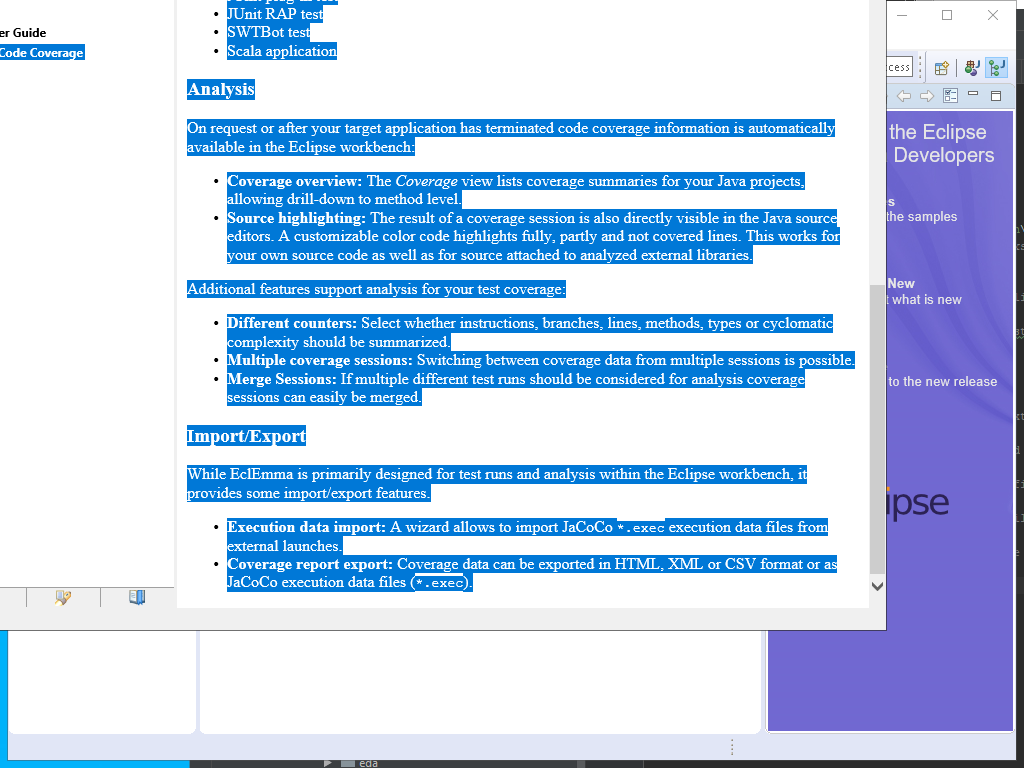 er Guide
Code Coverage
JUnit RAP test
SWTBot test
Scala application
Analysis
On request or after your target application has terminated code coverage information is automatically
available in the Eclipse workbench:
Coverage overview: The Coverage view lists coverage summaries for your Java projects,
allowing drill-down to method level.
Source highlighting: The result of a coverage session is also directly visible in the Java source
editors. A customizable color code highlights fully, partly and not covered lines. This works for
your own source code as well as for source attached to analyzed external libraries.
Additional features support analysis for your test coverage:
Different counters: Select whether instructions, branches, lines, methods, types or cyclomatic
complexity should be summarized.
Multiple coverage sessions: Switching between coverage data from multiple sessions is possible.
Merge Sessions: If multiple different test runs should be considered for analysis coverage
sessions can easily be merged.
Import/Export
While EclEmma is primarily designed for test runs and analysis within the Eclipse workbench, it
provides some import/export features.
Execution data import: A wizard allows to import JaCoCo *.exec execution data files from
external launches.
Coverage report export: Coverage data can be exported in HTML, XML or CSV format or as
JaCoCo execution data files (*.exec).
cess
the Eclipse
Developers
s
the samples
New
t what is new
to the new release
ipse
eda